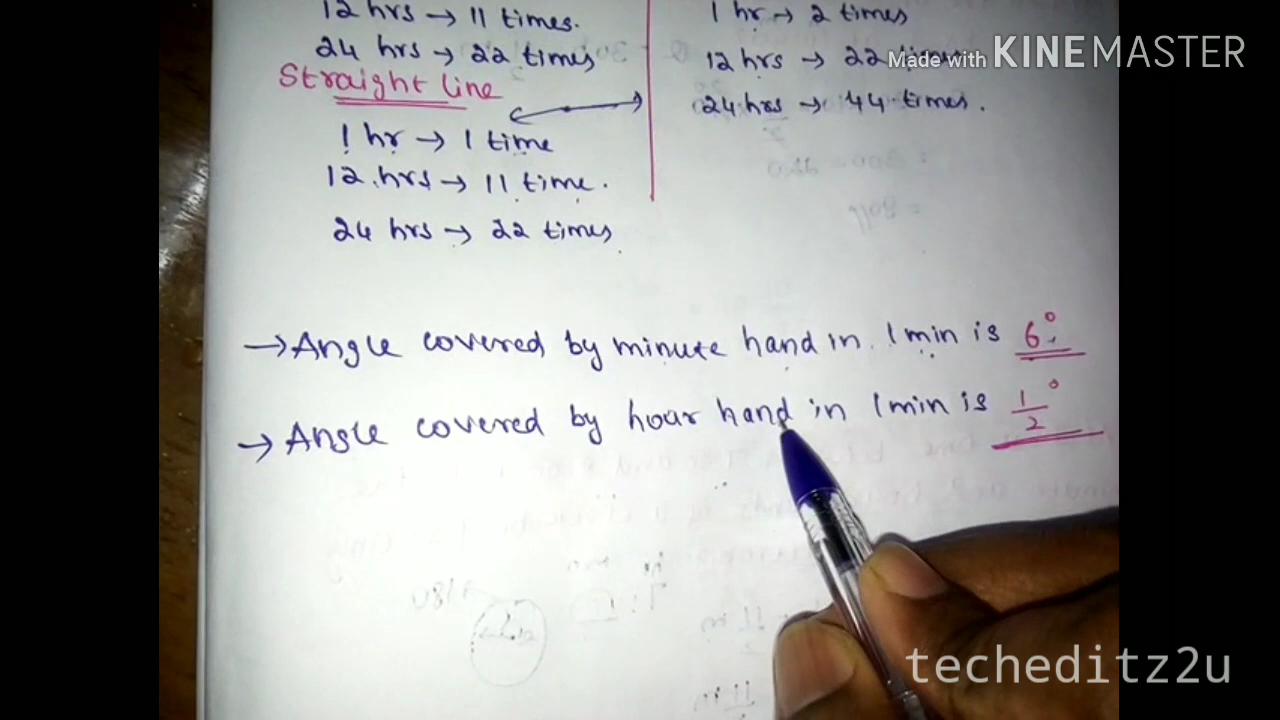 12 hrs → 11 times.
24 hrs → 22 times
Straight line
1 hr → 1 time
12 hrs → 11 time.
24 hrs → 22 times
1 hr → 2 times
12 hrs → 22
24 hrs → 44 times.
→ Angle covered by minute hand in 1 min is 6°
→ Angle covered by hour hand in 1 min is 1/2°
Made with KINEMASTER
techeditz2u